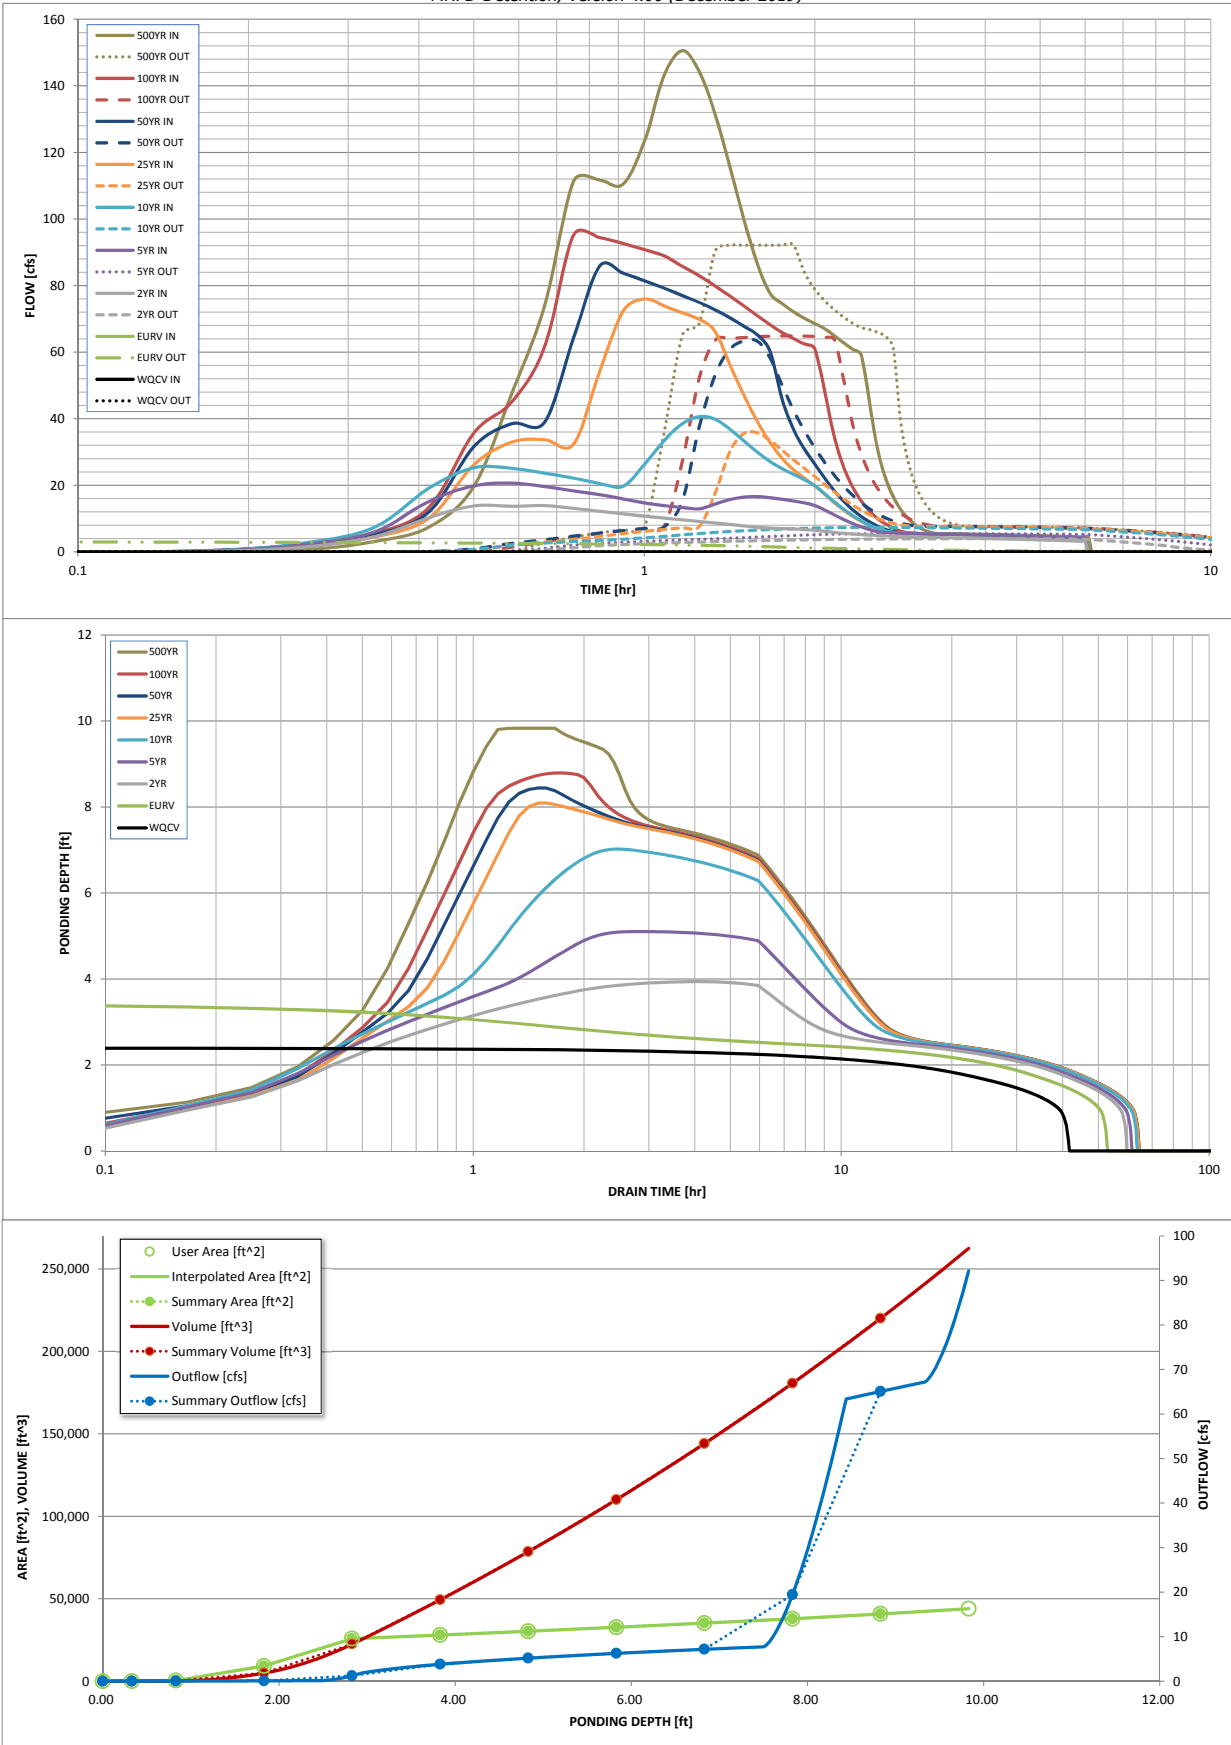 MHFD-Detention, Version 4.00 (December 2019)
160
140
120
100
80
60
40
20
0
FLOW [cfs]
500YR IN
500YR OUT
100YR IN
100YR OUT
50YR IN
50YR OUT
25YR IN
25YR OUT
10YR IN
10YR OUT
5YR IN
5YR OUT
2YR IN
2YR OUT
EURV IN
EURV OUT
WQCV IN
WQCV OUT
0.1
1
10
TIME [hr]
12
10
8
6
4
2
0
PONDING DEPTH [ft]
500YR
100YR
50YR
25YR
10YR
5YR
2YR
EURV
WQCV
0.1
1
10
100
DRAIN TIME [hr]
250,000
200,000
150,000
100,000
50,000
0
AREA [ft^2], VOLUME [ft^3]
User Area [ft^2]
Interpolated Area [ft^2]
Summary Area [ft^2]
Volume [ft^3]
Summary Volume [ft^3]
Outflow [cfs]
Summary Outflow [cfs]
100
90
80
70
60
50
40
30
20
10
0
OUTFLOW [cfs]
0.00
2.00
4.00
6.00
8.00
10.00
12.00
PONDING DEPTH [ft]